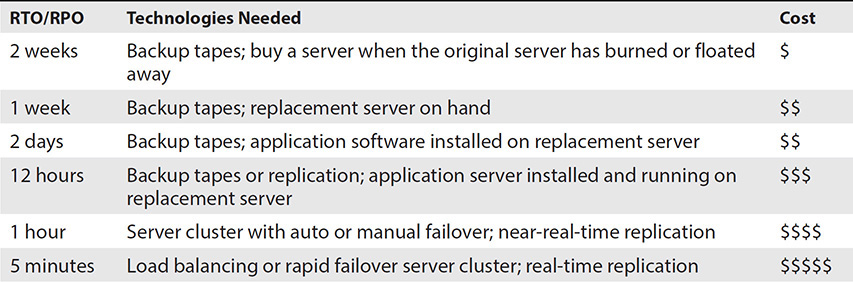 RTO/RPO Technologies Needed Cost
2 weeks Backup tapes; buy a server when the original server has burned or floated $
away
1 week Backup tapes; replacement server on hand $$
2 days Backup tapes; application software installed on replacement server $$
12 hours Backup tapes or replication; application server installed and running on $$$
replacement server
1 hour Server cluster with auto or manual failover; near-real-time replication $$$$
5 minutes Load balancing or rapid failover server cluster; real-time replication $$$$$